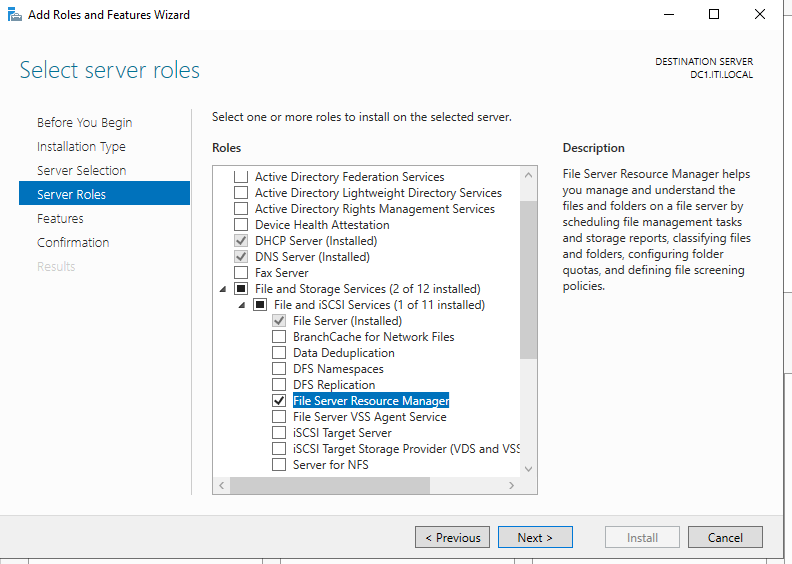 Add Roles and Features Wizard
Select server roles
DESTINATION SERVER
DC1.ITI.LOCAL
Before You Begin
Installation Type
Server Selection
Server Roles
Features
Confirmation
Results
Select one or more roles to install on the selected server.
Roles
Active Directory Federation Services
Active Directory Lightweight Directory Services
Active Directory Rights Management Services
Device Health Attestation
DHCP Server (Installed)
DNS Server (Installed)
Fax Server
File and Storage Services (2 of 12 installed)
File and iSCSI Services (1 of 11 installed)
File Server (Installed)
BranchCache for Network Files
Data Deduplication
DFS Namespaces
DFS Replication
File Server Resource Manager
File Server VSS Agent Service
iSCSI Target Server
iSCSI Target Storage Provider (VDS and VSS
Server for NFS
Description
File Server Resource Manager helps
you manage and understand the
files and folders on a file server by
scheduling file management tasks
and storage reports, classifying files
and folders, configuring folder
quotas, and defining file screening
policies.
< Previous
Next >
Install
Cancel